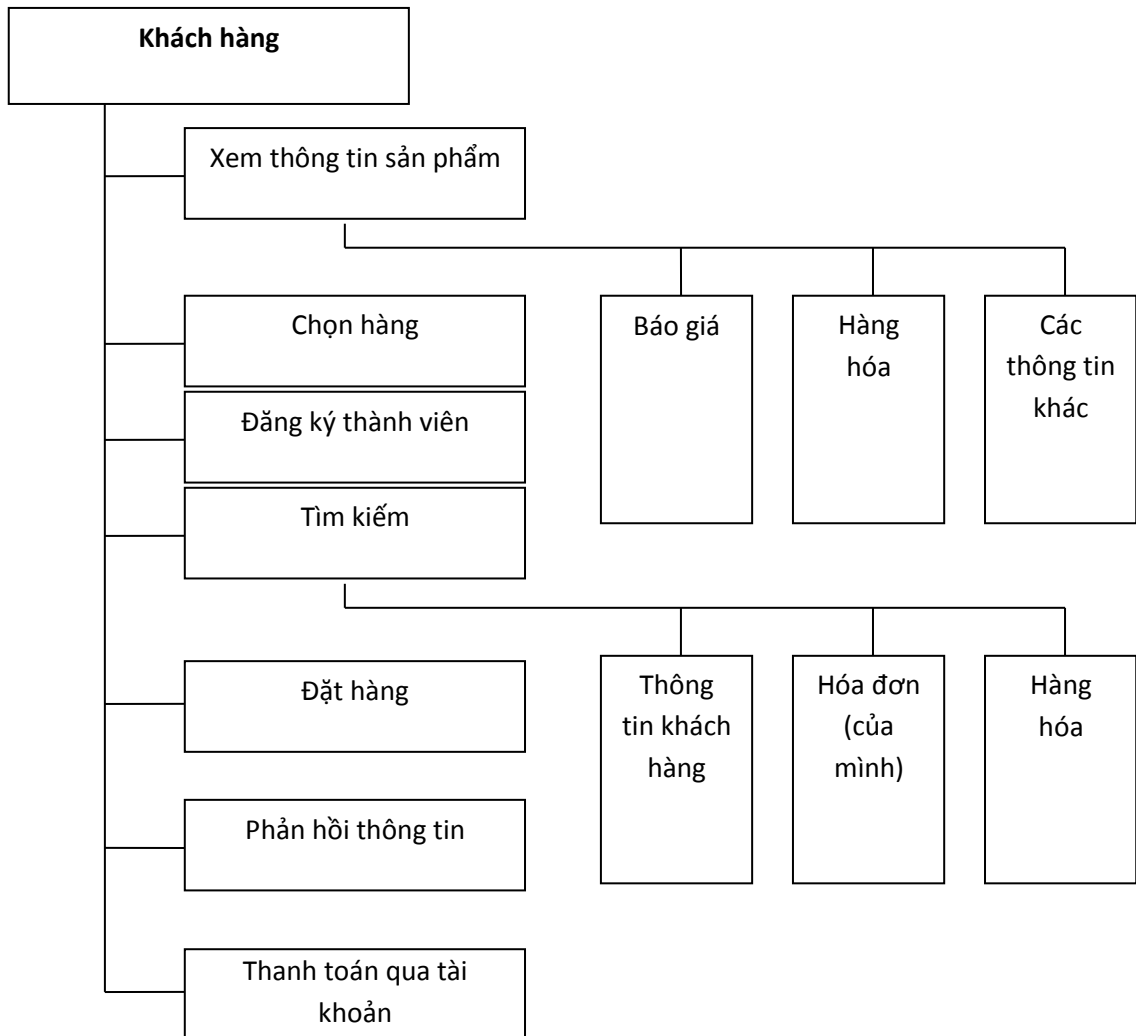 Khách hàng
Xem thông tin sản phẩm
Chọn hàng
Báo giá
Hàng
hóa
Các
thông tin
khác
Đăng ký thành viên
Tìm kiếm
Đặt hàng
Thông
tin khách
hàng
Hóa đơn
(của
mình)
Hàng
hóa
Phản hồi thông tin
Thanh toán qua tài
khoản